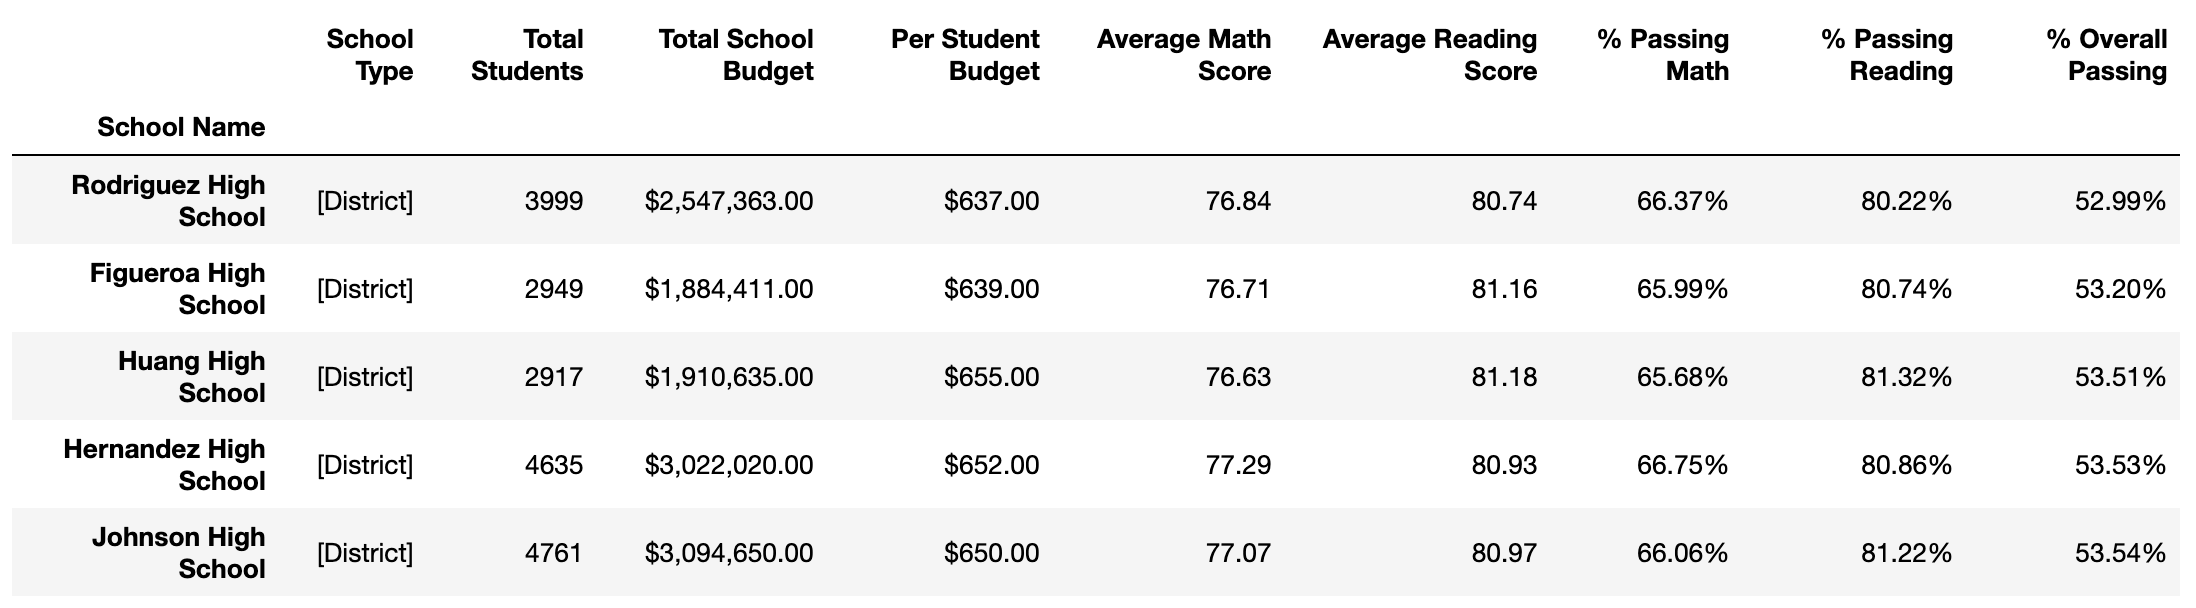 School Type Total Students Total School Budget Per Student Budget Average Math Score Average Reading Score % Passing Math % Passing Reading % Overall Passing
School Name
Rodriguez High School [District] 3999 $2,547,363.00 $637.00 76.84 80.74 66.37% 80.22% 52.99%
Figueroa High School [District] 2949 $1,884,411.00 $639.00 76.71 81.16 65.99% 80.74% 53.20%
Huang High School [District] 2917 $1,910,635.00 $655.00 76.63 81.18 65.68% 81.32% 53.51%
Hernandez High School [District] 4635 $3,022,020.00 $652.00 77.29 80.93 66.75% 80.86% 53.53%
Johnson High School [District] 4761 $3,094,650.00 $650.00 77.07 80.97 66.06% 81.22% 53.54%